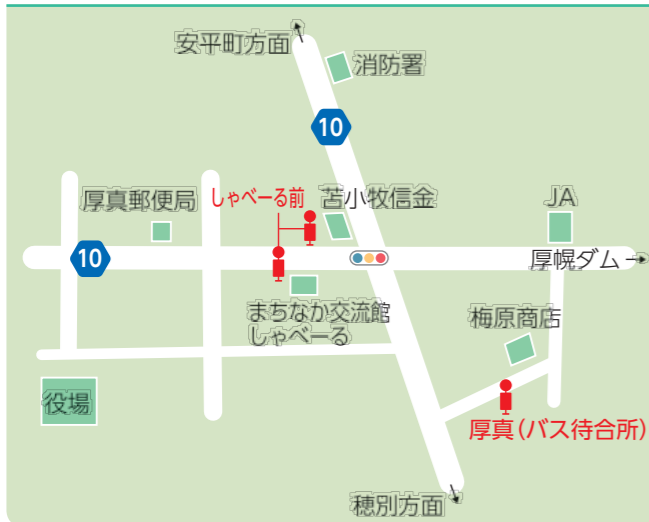 安平町方面
消防署
10
厚真郵便局
しゃべーる前
苫小牧信金
JA
10
厚幌ダム
まちなか交流館
しゃべーる
梅原商店
役場
厚真(バス待合所)
穂別方面